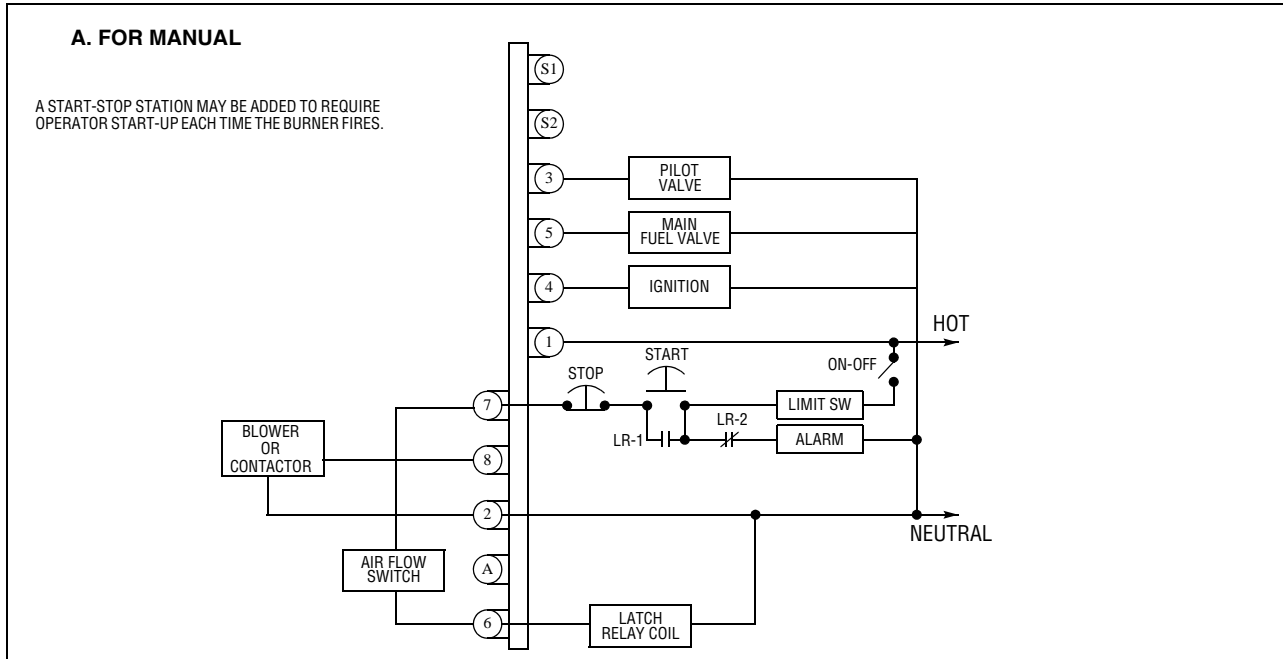 A. FOR MANUAL
A START-STOP STATION MAY BE ADDED TO REQUIRE
OPERATOR START-UP EACH TIME THE BURNER FIRES.
S1
S2
3
PILOT
VALVE
5
MAIN
FUEL VALVE
4
IGNITION
1
HOT
START
ON-OFF
STOP
7
LIMIT SW
LR-1
LR-2
ALARM
BLOWER
OR
CONTACTOR
8
2
NEUTRAL
AIR FLOW
SWITCH
A
6
LATCH
RELAY COIL